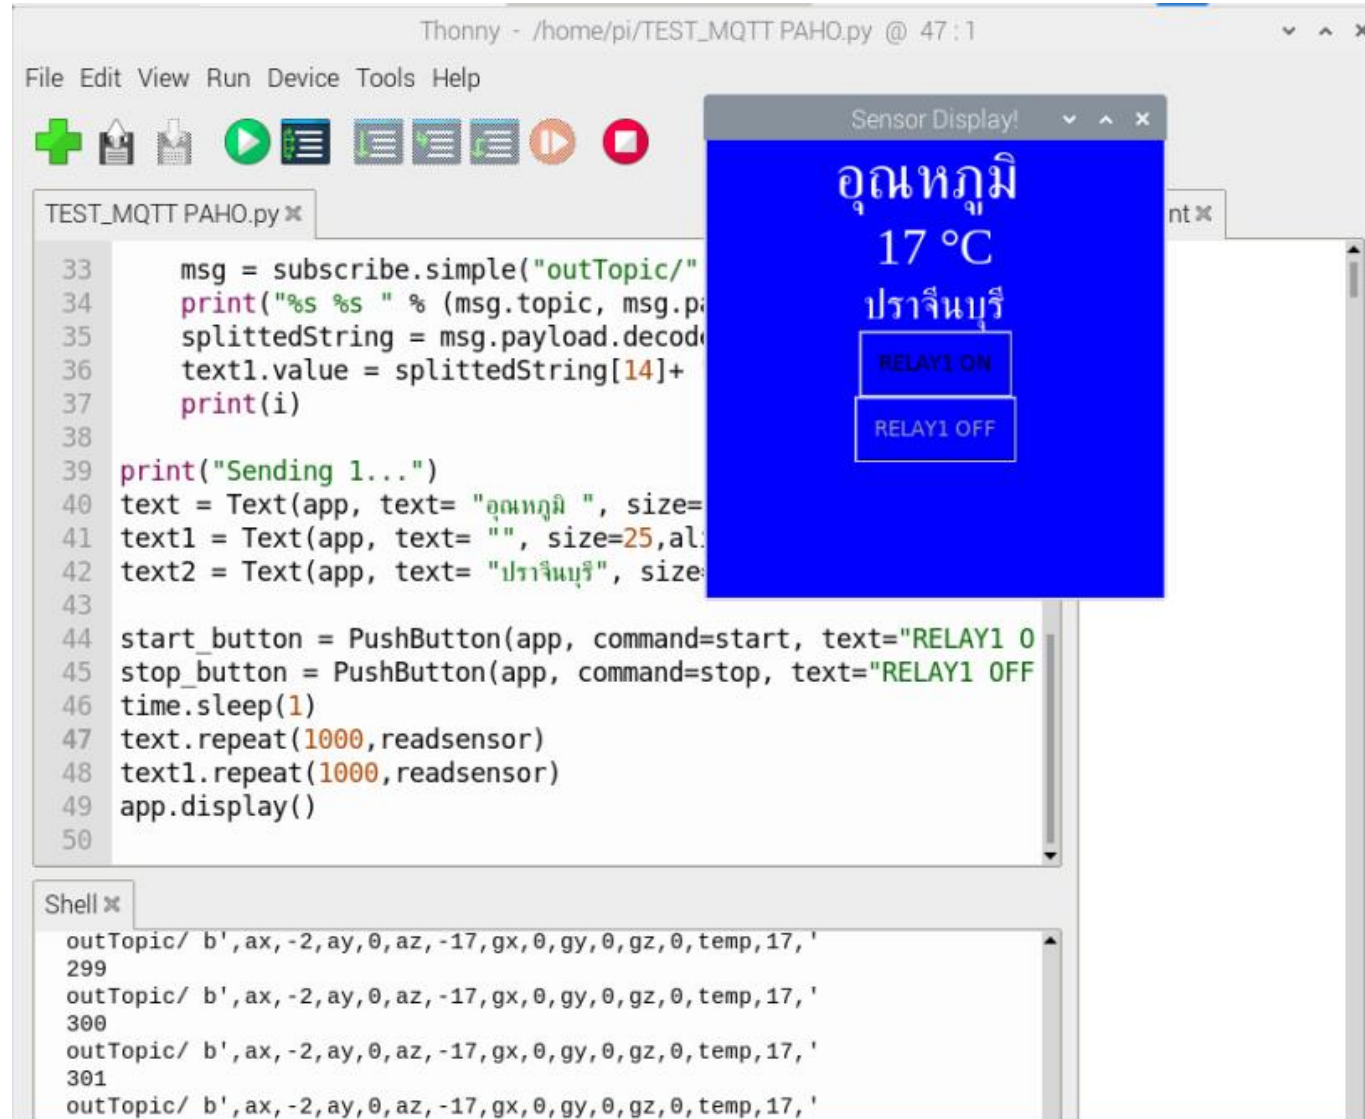 Thonny - /home/pi/TEST_MQTT PAHO.py @ 47 : 1
File Edit View Run Device Tools Help
Sensor Display!
อุณหภูมิ
17 °C
ปราจีนบุรี
RELAY1 ON
RELAY1 OFF
TEST_MQTT PAHO.py
nt
33 msg = subscribe.simple("outTopic/"
34 print("%s %s " % (msg.topic, msg.pa
35 splittedString = msg.payload.decode
36 text1.value = splittedString[14]+
37 print(i)
38
39 print("Sending 1...")
40 text = Text(app, text= "อุณหภูมิ ", size=
41 text1 = Text(app, text= "", size=25,al
42 text2 = Text(app, text= "ปราจีนบุรี", size
43
44 start_button = PushButton(app, command=start, text="RELAY1 O
45 stop_button = PushButton(app, command=stop, text="RELAY1 OFF
46 time.sleep(1)
47 text.repeat(1000,readsensor)
48 text1.repeat(1000,readsensor)
49 app.display()
50
Shell
outTopic/ b',ax,-2,ay,0,az,-17,gx,0,gy,0,gz,0,temp,17,'
299
outTopic/ b',ax,-2,ay,0,az,-17,gx,0,gy,0,gz,0,temp,17,'
300
outTopic/ b',ax,-2,ay,0,az,-17,gx,0,gy,0,gz,0,temp,17,'
301
outTopic/ b',ax,-2,ay,0,az,-17,gx,0,gy,0,gz,0,temp,17,'